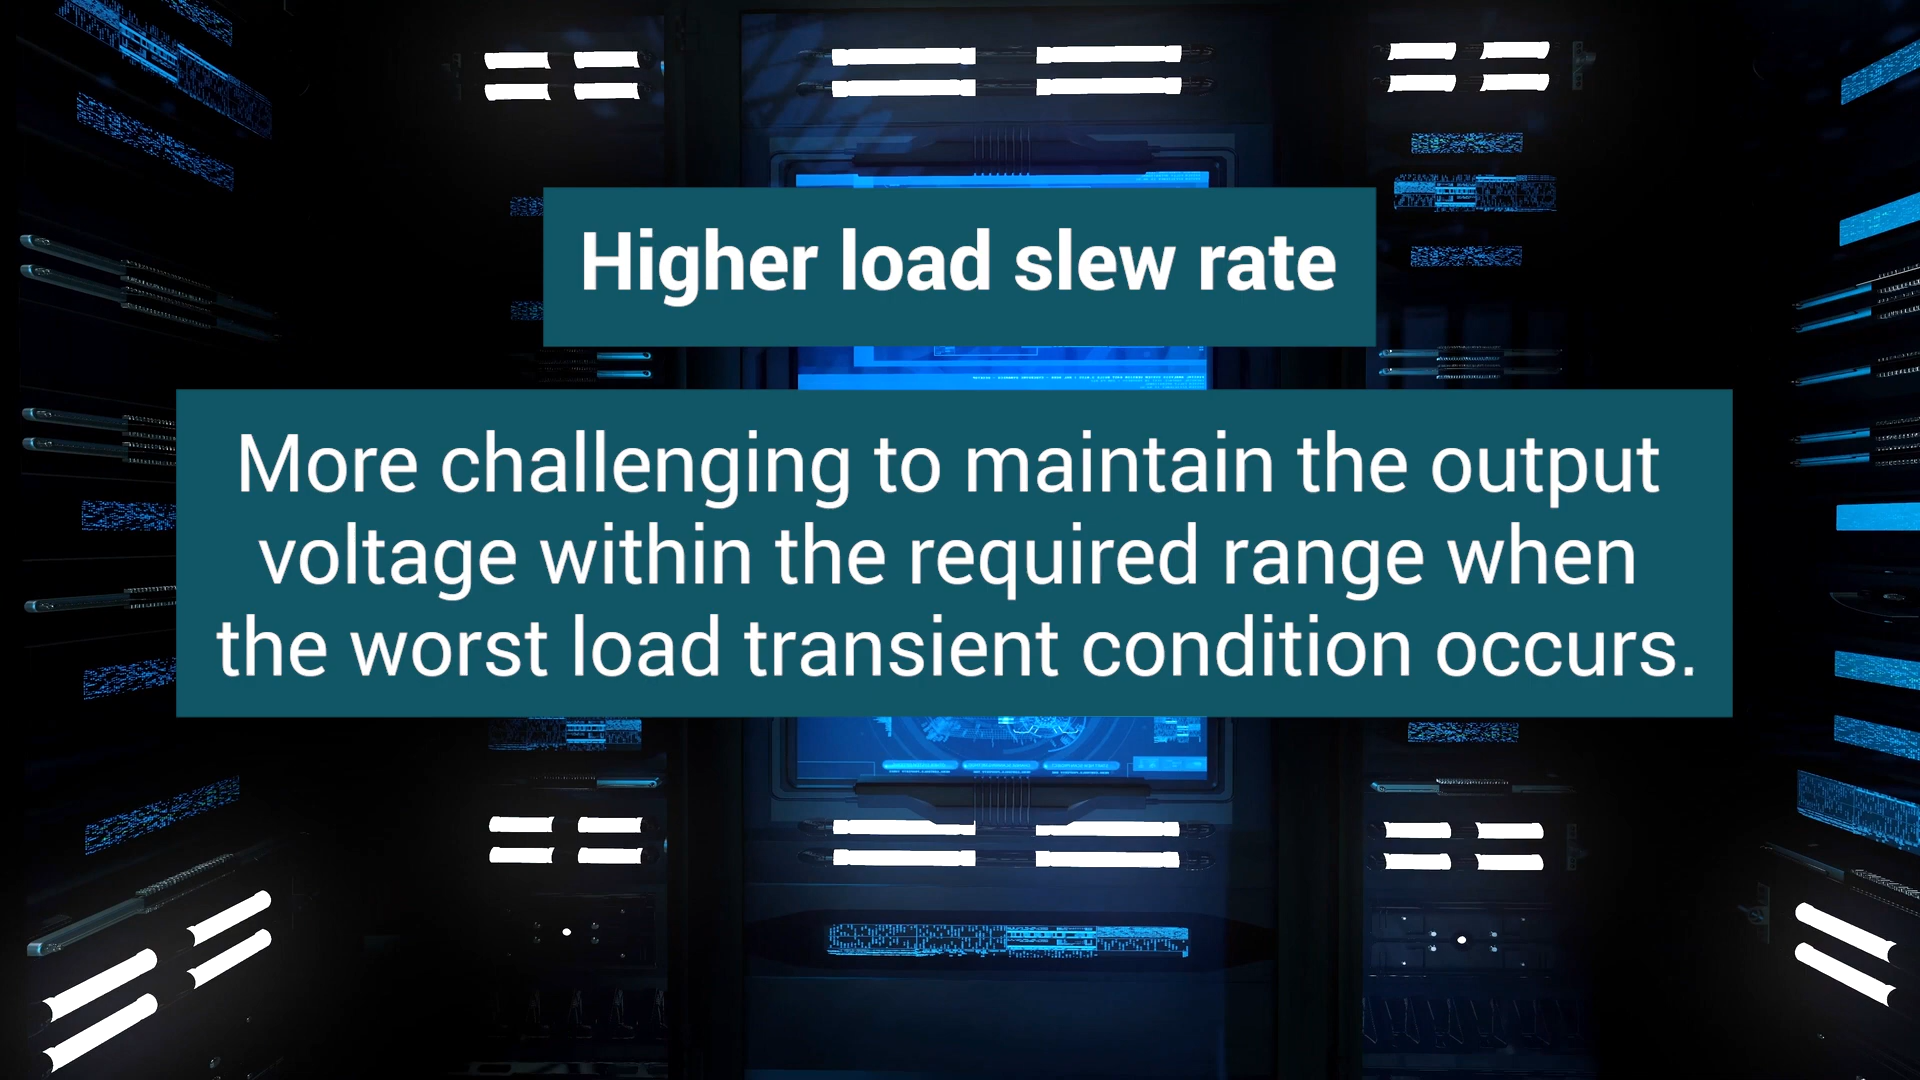 Higher load slew rate
More challenging to maintain the output
voltage within the required range when
the worst load transient condition occurs.